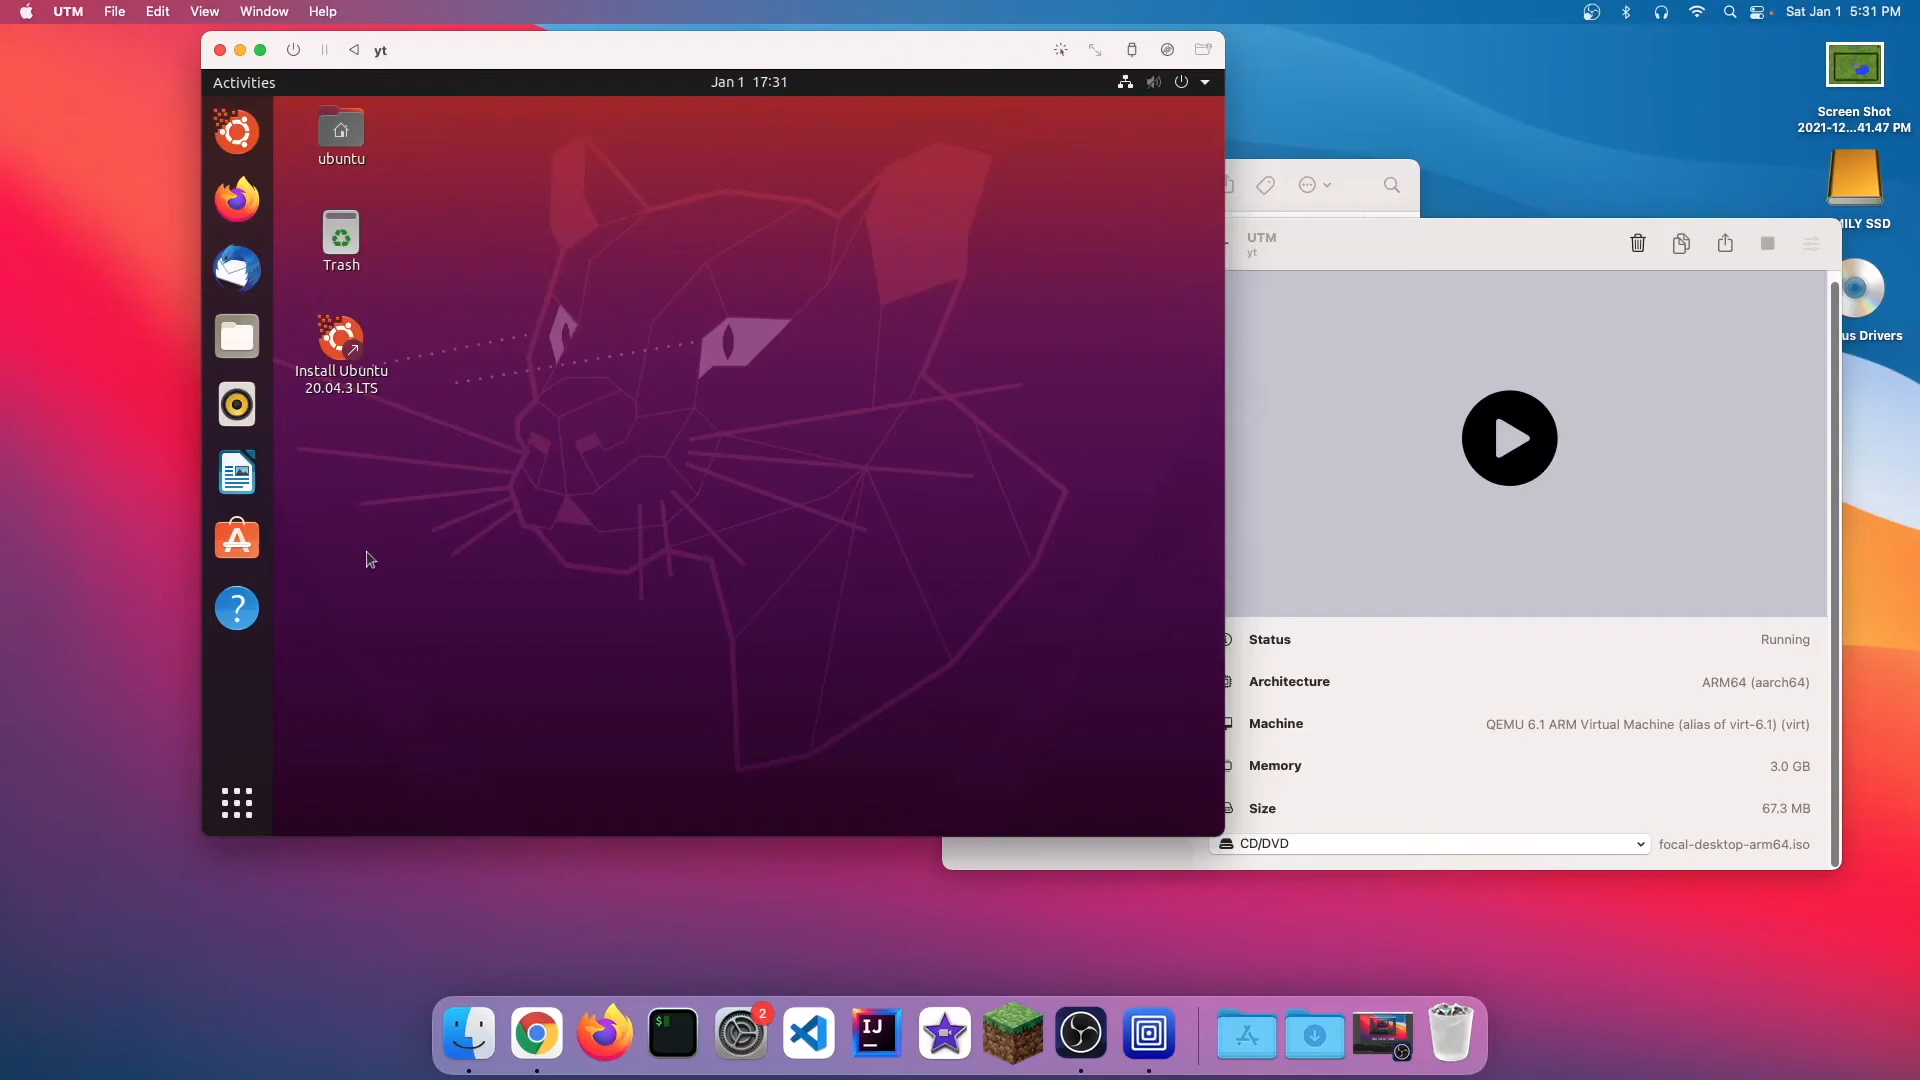 UTM File Edit View Window Help
Sat Jan 1 5:31 PM
yt
Activities
Jan 1 17:31
ubuntu
Trash
Install Ubuntu
20.04.3 LTS
?
UTM
yt
Status Running
Architecture ARM64 (aarch64)
Machine QEMU 6.1 ARM Virtual Machine (alias of virt-6.1) (virt)
Memory 3.0 GB
Size 67.3 MB
CD/DVD focal-desktop-arm64.iso
Screen Shot
2021-12...41.47 PM
ILY SSD
us Drivers
$
2
IJ